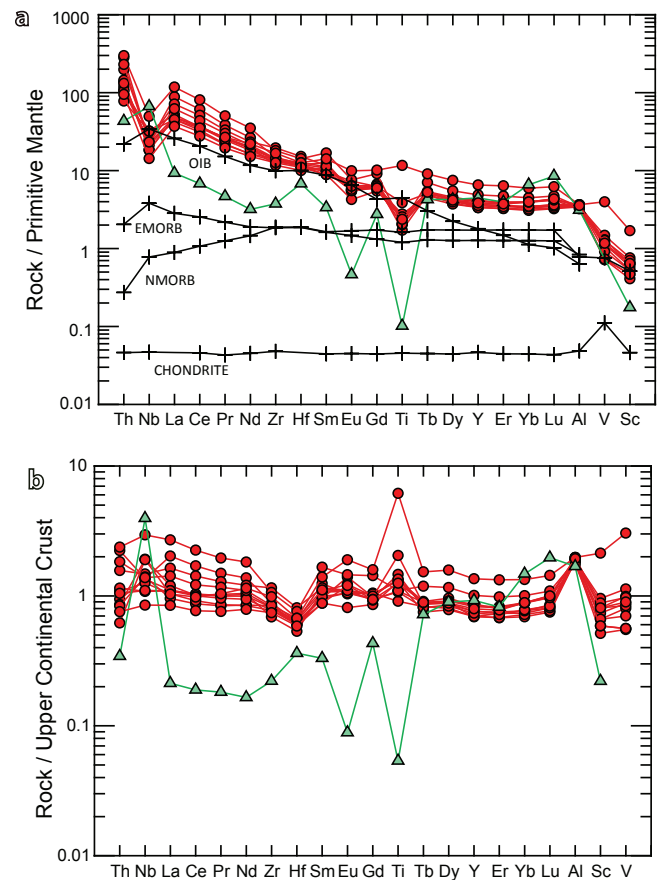 a
1000
100
10
1
0.1
0.01
Rock / Primitive Mantle
OIB
EMORB
NMORB
CHONDRITE
Th Nb La Ce Pr Nd Zr Hf Sm Eu Gd Ti Tb Dy Y Er Yb Lu Al V Sc
b
10
1
0.1
0.01
Rock / Upper Continental Crust
Th Nb La Ce Pr Nd Zr Hf Sm Eu Gd Ti Tb Dy Y Er Yb Lu Al Sc V